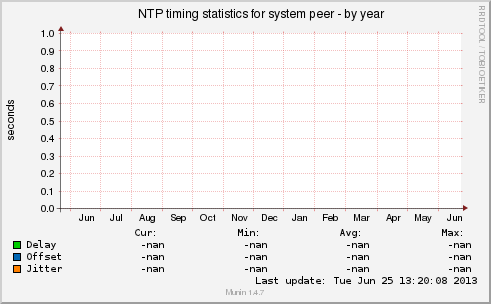 NTP timing statistics for system peer - by year
RRDTOOL / TOBI OETIKER
seconds
1.0
0.9
0.8
0.7
0.6
0.5
0.4
0.3
0.2
0.1
0.0
Jun Jul Aug Sep Oct Nov Dec Jan Feb Mar Apr May Jun
Cur: Min: Avg: Max:
Delay -nan -nan -nan -nan
Offset -nan -nan -nan -nan
Jitter -nan -nan -nan -nan
Last update: Tue Jun 25 13:20:08 2013
Munin 1.4.7